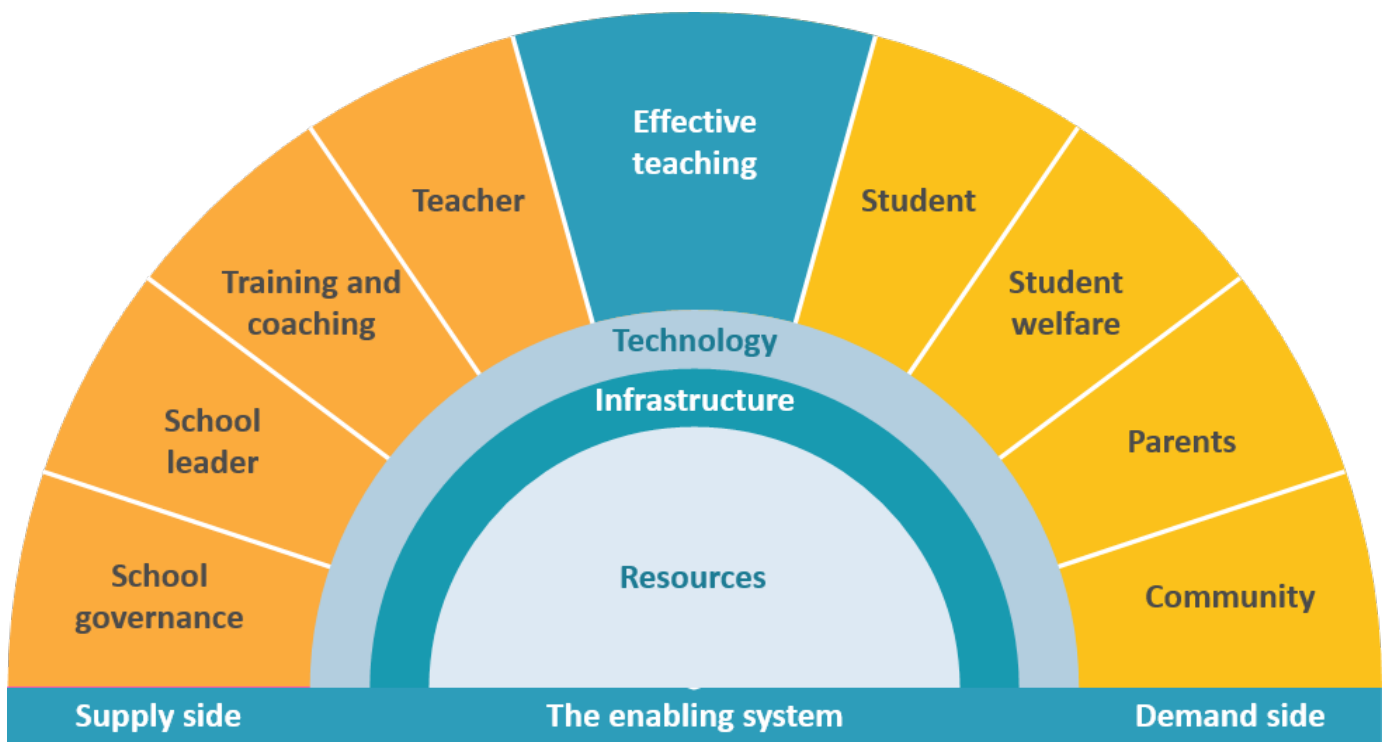 Effective
teaching
Teacher
Student
Training and
coaching
Student
welfare
School
leader
Parents
School
governance
Community
Technology
Infrastructure
Resources
Supply side
The enabling system
Demand side